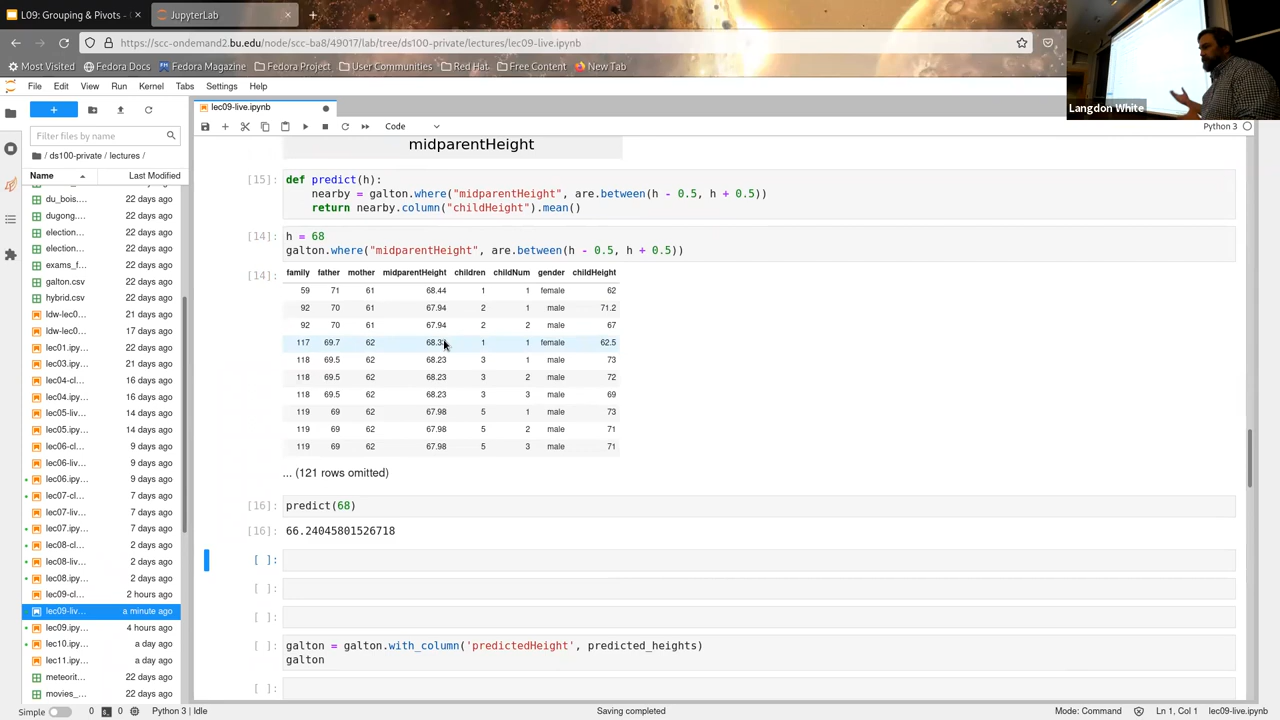 L09: Grouping & Pivots - 
JupyterLab
https://scc-ondemand2.bu.edu/node/scc-ba8/49017/lab/tree/ds100-private/lectures/lec09-live.ipynb
Most Visited Fedora Docs Fedora Magazine Fedora Project User Communities Red Hat Free Content New Tab
Langdon White
File Edit View Run Kernel Tabs Settings Help
lec09-live.ipynb
Code
Python 3
Filter files by name
/ ds100-private / lectures /
Name Last Modified
du_bois.... 22 days ago
dugong.... 22 days ago
election... 22 days ago
election... 22 days ago
exams_f... 22 days ago
galton.csv 22 days ago
hybrid.csv 22 days ago
ldw-lec0... 21 days ago
ldw-lec0... 17 days ago
lec01.ipy... 22 days ago
lec03.ipy... 21 days ago
lec04-cl... 16 days ago
lec04.ipy... 16 days ago
lec05-liv... 14 days ago
lec05.ipy... 14 days ago
lec06-cl... 9 days ago
lec06-liv... 9 days ago
lec06.ipy... 9 days ago
lec07-cl... 7 days ago
lec07-liv... 7 days ago
lec07.ipy... 7 days ago
lec08-cl... 2 days ago
lec08-liv... 2 days ago
lec08.ipy... 2 days ago
lec09-cl... 2 hours ago
lec09-liv... a minute ago
lec09.ipy... 4 hours ago
lec10.ipy... a day ago
lec11.ipy... a day ago
meteorit... 22 days ago
movies_... 22 days ago
midparentHeight
[15]: def predict(h):
nearby = galton.where("midparentHeight", are.between(h - 0.5, h + 0.5))
return nearby.column("childHeight").mean()
[14]: h = 68
galton.where("midparentHeight", are.between(h - 0.5, h + 0.5))
[14]: family father mother midparentHeight children childNum gender childHeight
59 71 61 68.44 1 1 female 62
92 70 61 67.94 2 1 male 71.2
92 70 61 67.94 2 2 male 67
117 69.7 62 1 1 female 62.5
118 69.5 62 68.23 3 1 male 73
118 69.5 62 68.23 3 2 male 72
118 69.5 62 68.23 3 3 male 69
119 69 62 67.98 5 1 male 73
119 69 62 67.98 5 2 male 71
119 69 62 67.98 5 3 male 71
... (121 rows omitted)
[16]: predict(68)
[16]: 66.24045801526718
[ ]:
[ ]:
[ ]:
[ ]: galton = galton.with_column('predictedHeight', predicted_heights)
galton
[ ]:
Simple 0 0 Python 3 | Idle Saving completed Mode: Command Ln 1, Col 1 lec09-live.ipynb